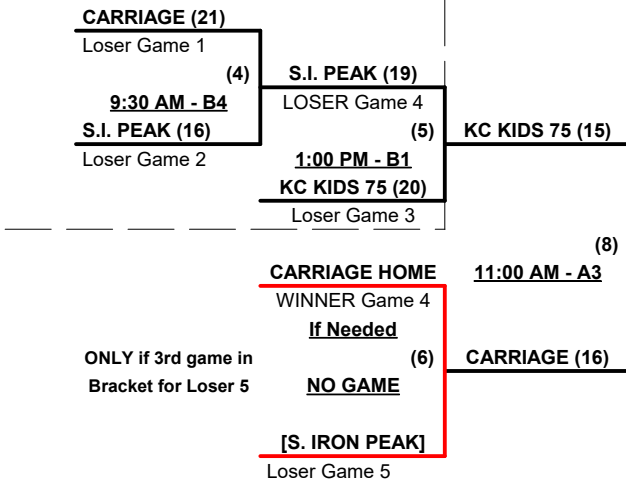 CARRIAGE (21)
Loser Game 1
(4)
9:30 AM - B4
S.I. PEAK (16)
Loser Game 2
S.I. PEAK (19)
LOSER Game 4
(5)
1:00 PM - B1
KC KIDS 75 (20)
Loser Game 3
KC KIDS 75 (15)
(8)
11:00 AM - A3
CARRIAGE HOME
WINNER Game 4
If Needed
ONLY if 3rd game in
Bracket for Loser 5
(6)
NO GAME
CARRIAGE (16)
[S. IRON PEAK]
Loser Game 5